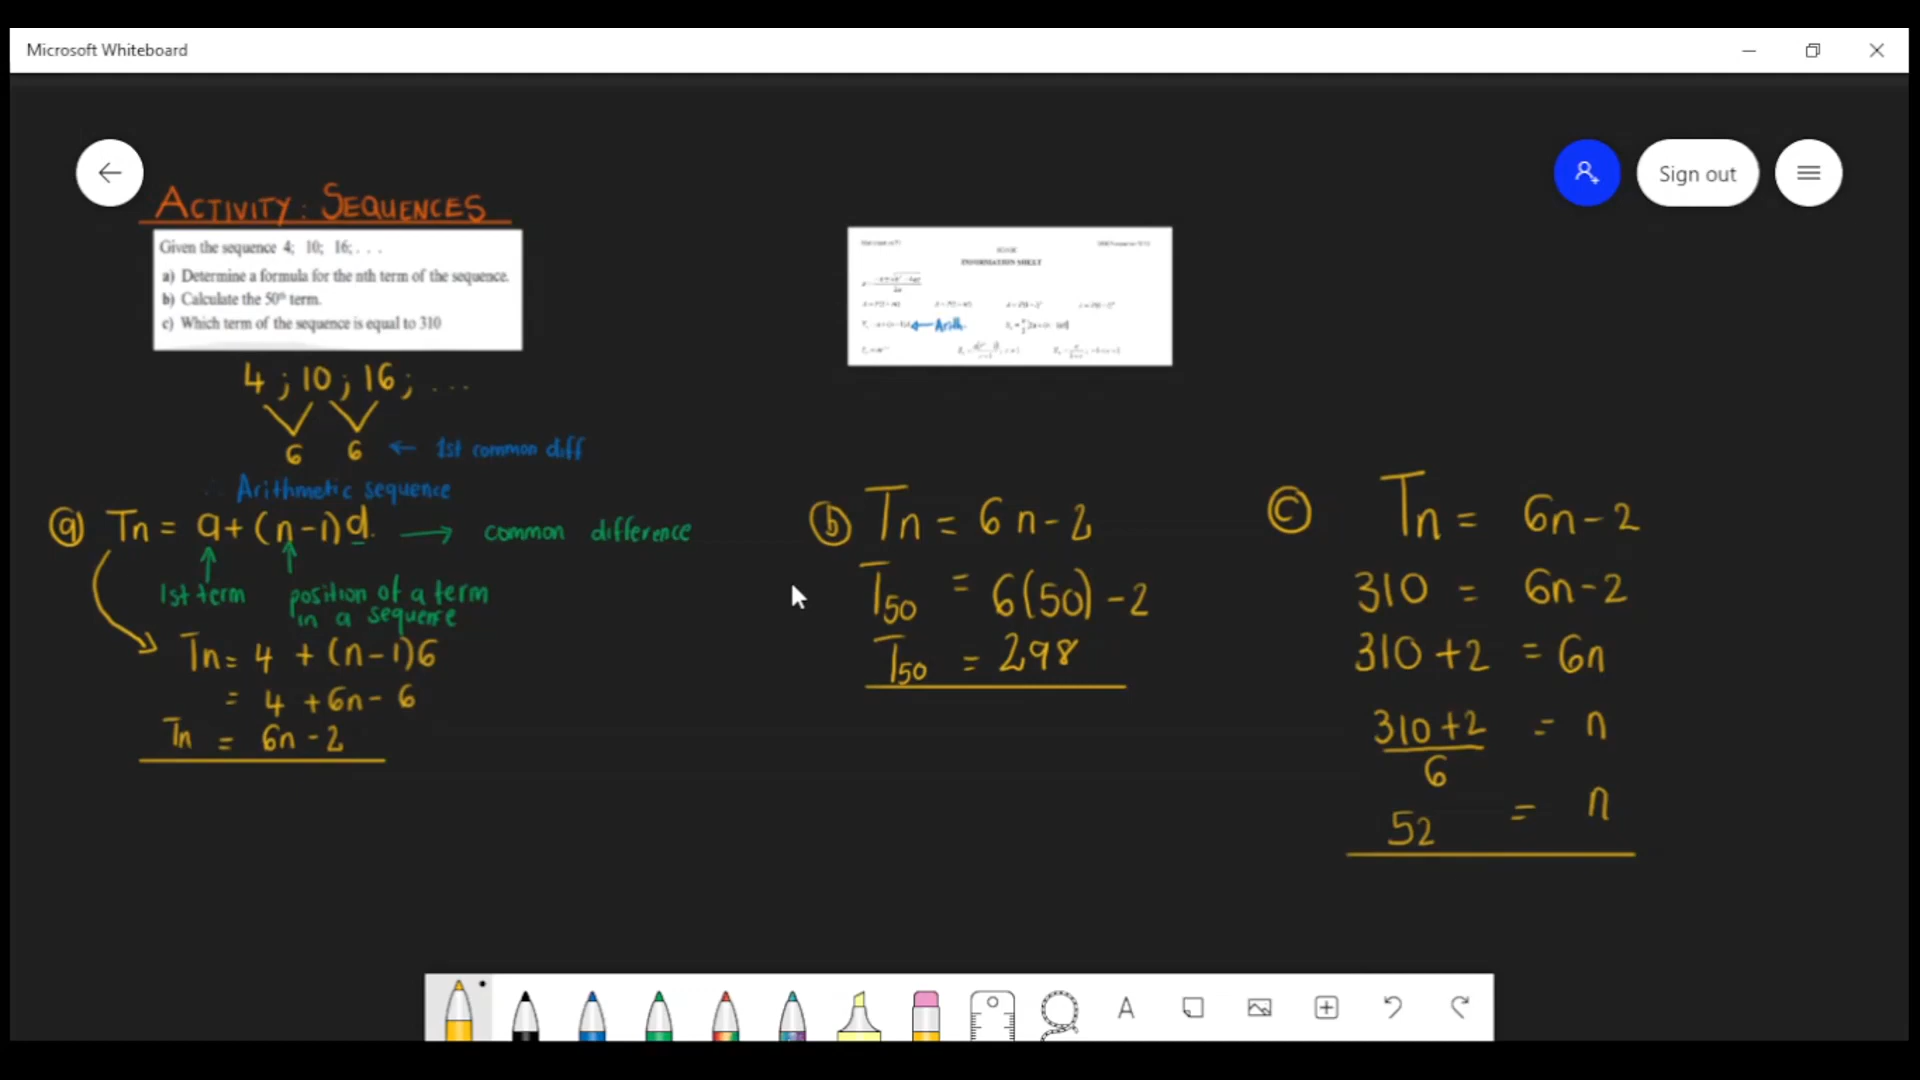 Microsoft Whiteboard
Sign out
ACTIVITY : SEQUENCES
Given the sequence 4; 10; 16; . . .
a) Determine a formula for the nth term of the sequence.
b) Calculate the 50th term.
c) Which term of the sequence is equal to 310
INFORMATION SHEET
← Arith.
4 ; 10 ; 16 ; ...
6 6 ← 1st common diff
∴ Arithmetic sequence
ⓐ Tn = a + (n-1)d. → common difference
1st term
position of a term
in a sequence
Tn = 4 + (n-1)6
= 4 + 6n - 6
Tn = 6n - 2
ⓑ Tn = 6n - 2
T50 = 6(50) - 2
T50 = 298
ⓒ Tn = 6n - 2
310 = 6n - 2
310 + 2 = 6n
310 + 2 = n
6
52 = n
A